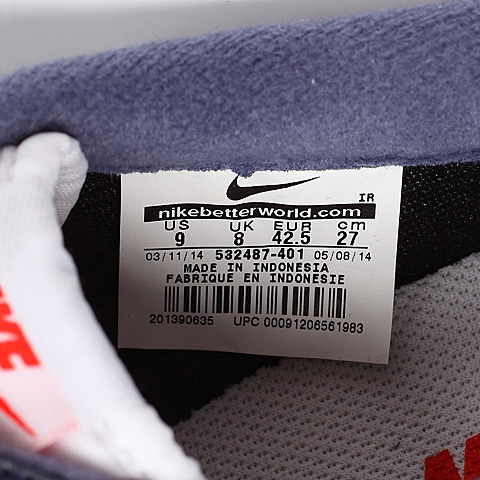 IR
nikebetterworld.com
US UK EUR cm
9 8 42.5 27
03/11/14 532487-401 05/08/14
MADE IN INDONESIA
FABRIQUE EN INDONESIE
201390635 UPC 00091206561983